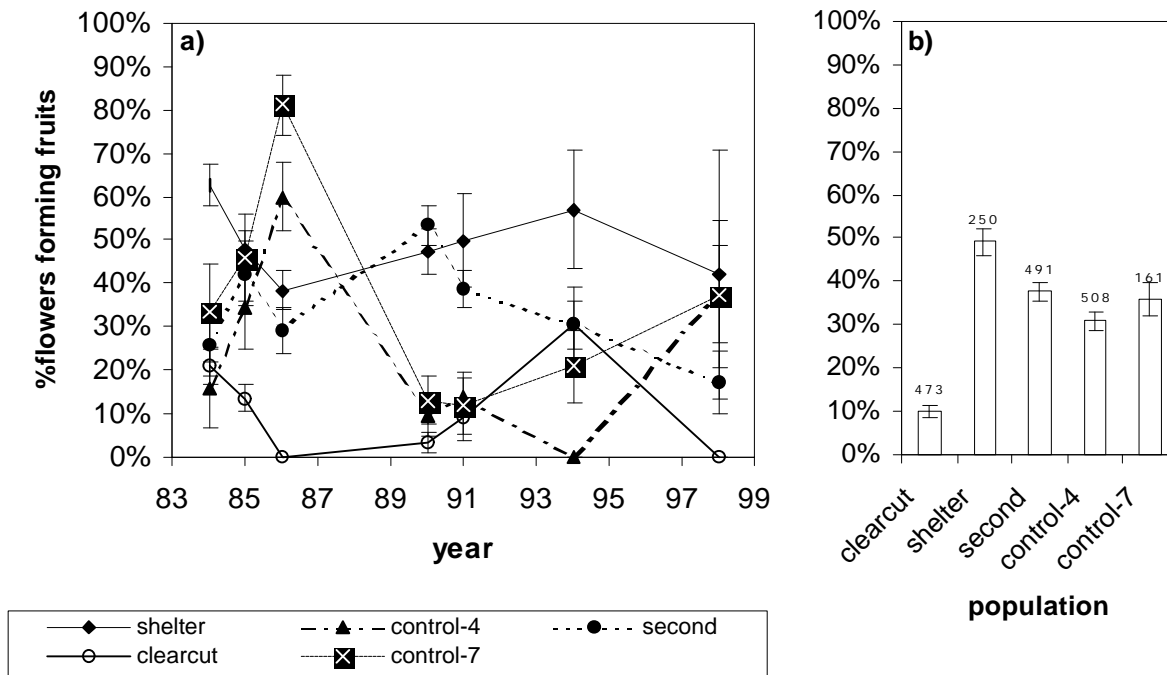 a)
%flowers forming fruits
100%
90%
80%
70%
60%
50%
40%
30%
20%
10%
0%
83 85 87 89 91 93 95 97 99
year
b)
100%
90%
80%
70%
60%
50%
40%
30%
20%
10%
0%
473
250
491
508
161
clearcut
shelter
second
control-4
control-7
population
shelter control-4 second
clearcut control-7